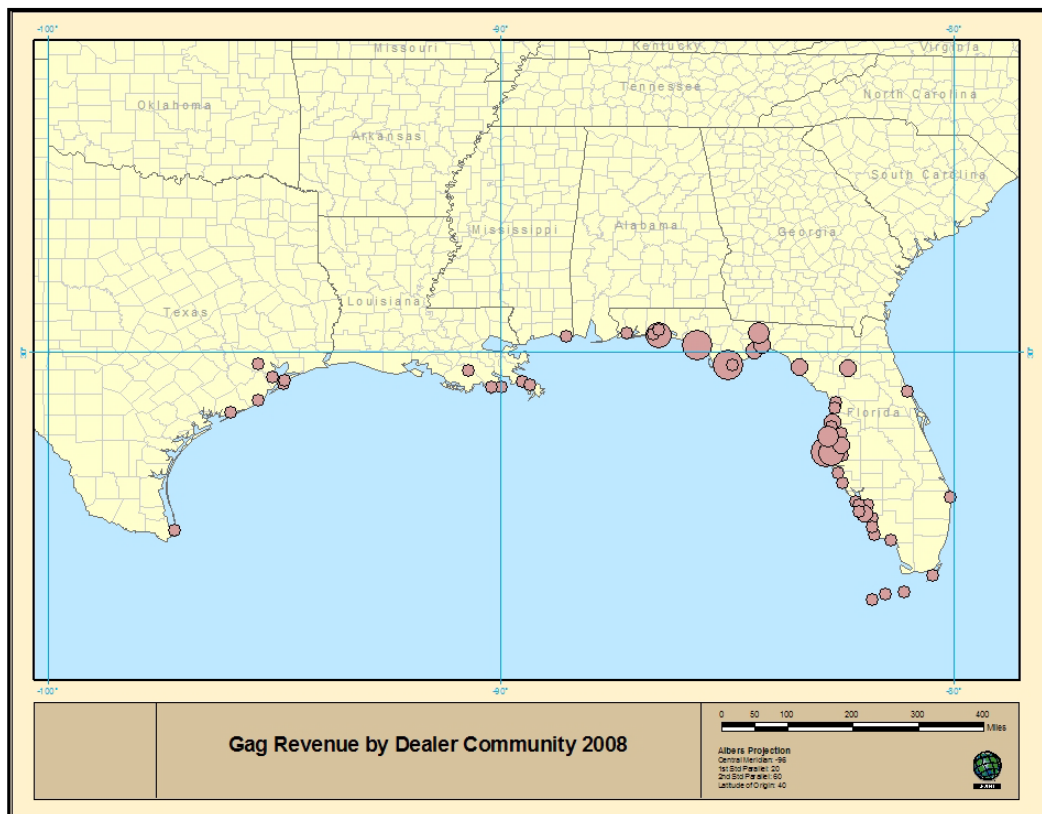 -100°
-90°
-80°
Missouri
Kentucky
Virginia
Oklahoma
Tennessee
North Carolina
Arkansas
South Carolina
Mississippi
Alabama
Georgia
Louisiana
Texas
30°
30°
Florida
-100°
-90°
-80°
0 50 100 200 300 400
Miles
Gag Revenue by Dealer Community 2008
Albers Projection
Central Meridian: -96
1st Std Parallel: 20
2nd Std Parallel: 60
Latitude of Origin: 40